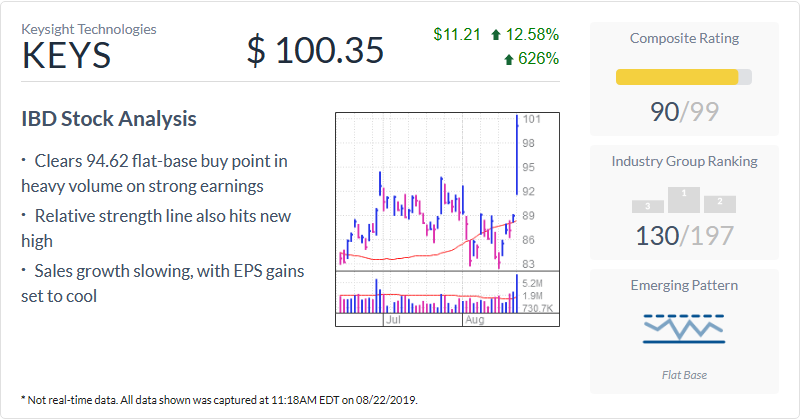 Keysight Technologies
KEYS
$ 100.35
$11.21 12.58%
626%
IBD Stock Analysis
· Clears 94.62 flat-base buy point in
heavy volume on strong earnings
· Relative strength line also hits new
high
· Sales growth slowing, with EPS gains
set to cool
101
98
95
92
89
86
83
5.2M
1.9M
730.7K
Jul Aug
Composite Rating
90/99
Industry Group Ranking
3 1 2
130/197
Emerging Pattern
Flat Base
* Not real-time data. All data shown was captured at 11:18AM EDT on 08/22/2019.